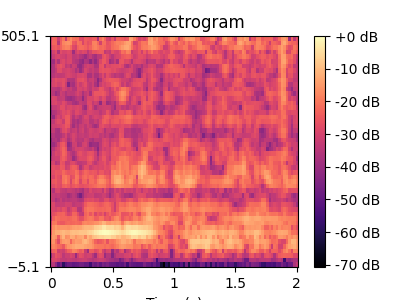 Mel Spectrogram
505.1
−5.1
0
0.5
1
1.5
2
+0 dB
-10 dB
-20 dB
-30 dB
-40 dB
-50 dB
-60 dB
-70 dB